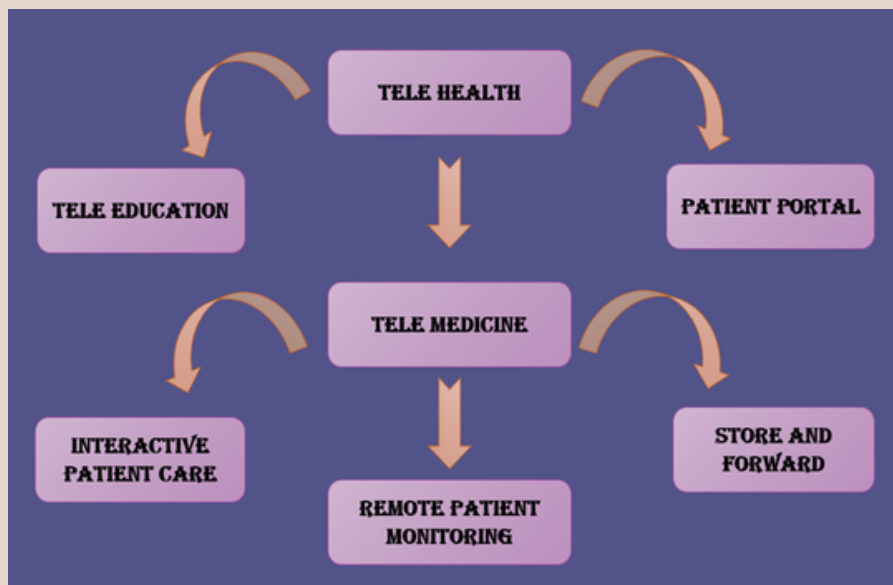 TELE HEALTH
TELE EDUCATION
PATIENT PORTAL
TELE MEDICINE
INTERACTIVE
PATIENT CARE
STORE AND
FORWARD
REMOTE PATIENT
MONITORING